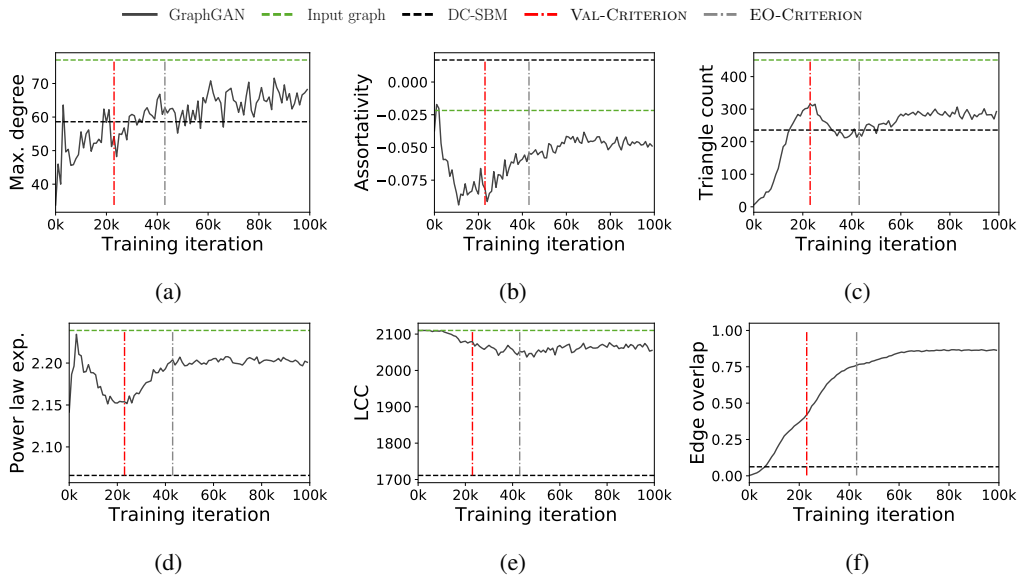 GraphGAN Input graph DC-SBM VAL-CRITERION EO-CRITERION
Max. degree
70
60
50
40
0k 20k 40k 60k 80k 100k
Training iteration
(a)
Assortativity
0.000
−0.025
−0.050
−0.075
0k 20k 40k 60k 80k 100k
Training iteration
(b)
Triangle count
400
300
200
100
0
0k 20k 40k 60k 80k 100k
Training iteration
(c)
Power law exp.
2.20
2.15
2.10
0k 20k 40k 60k 80k 100k
Training iteration
(d)
LCC
2100
2000
1900
1800
1700
0k 20k 40k 60k 80k 100k
Training iteration
(e)
Edge overlap
1.00
0.75
0.50
0.25
0.00
0k 20k 40k 60k 80k 100k
Training iteration
(f)